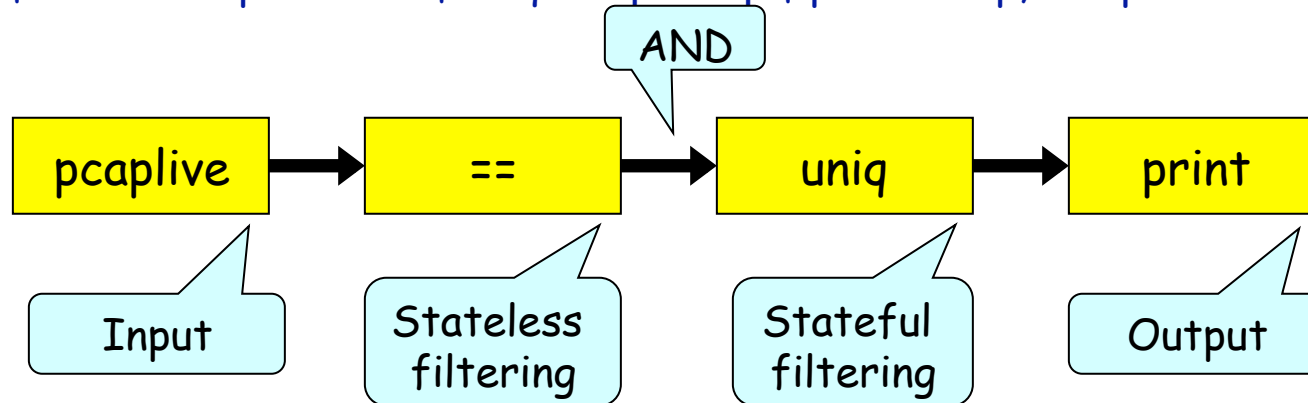 AND
pcaplive
==
uniq
print
Input
Stateless
filtering
Stateful
filtering
Output